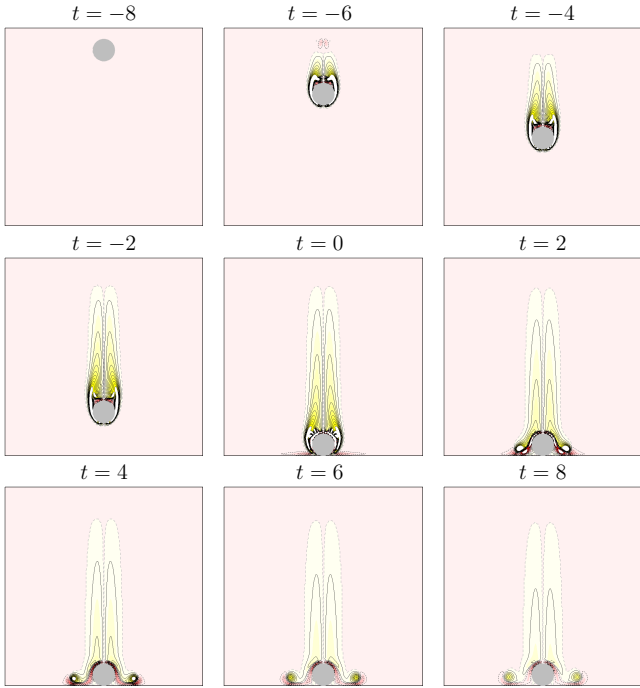 t = −8
t = −6
t = −4
t = −2
t = 0
t = 2
t = 4
t = 6
t = 8